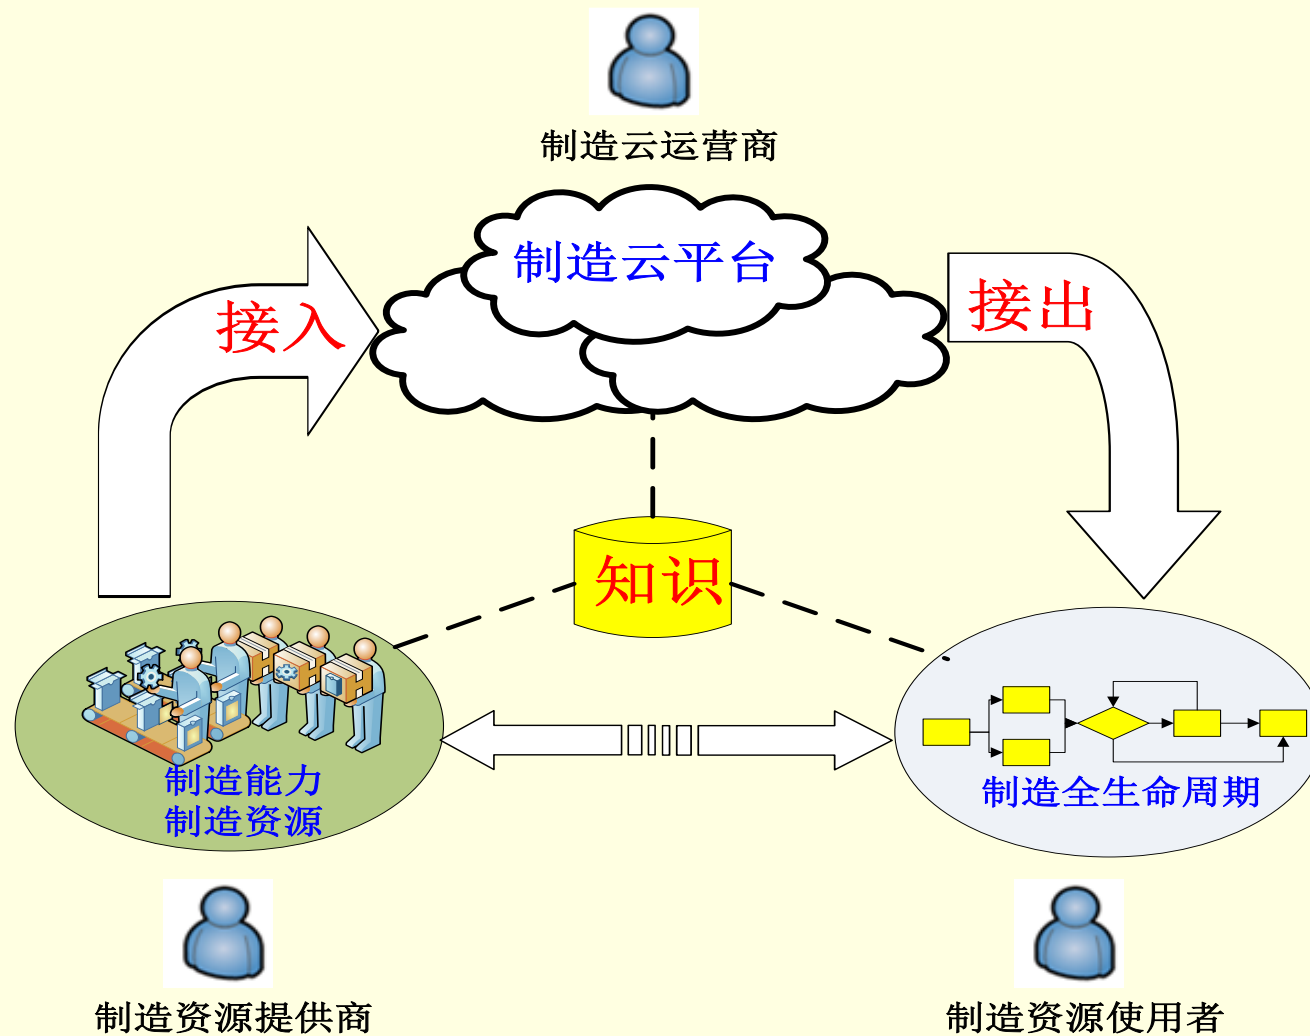 制造云运营商
制造云平台
接入
接出
知识
制造能力
制造资源
制造全生命周期
制造资源提供商
制造资源使用者